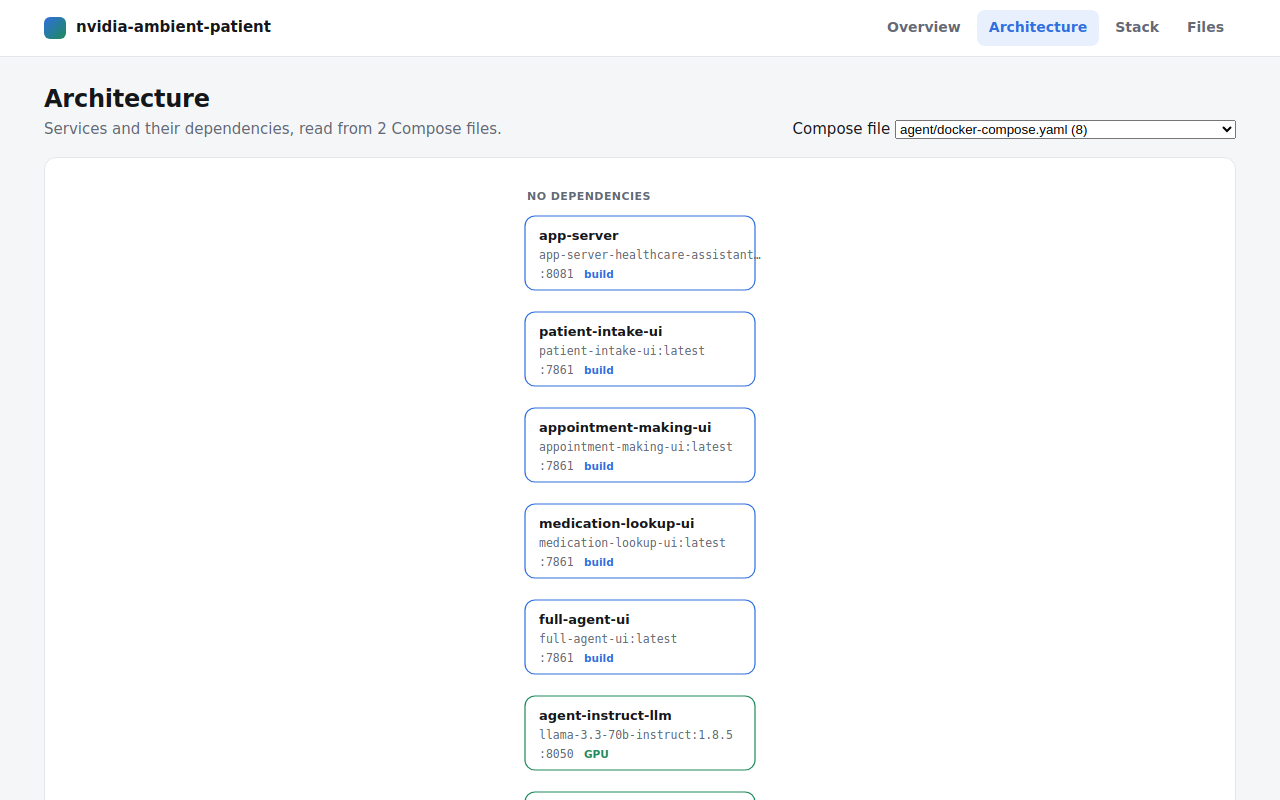 nvidia-ambient-patient
Overview
Architecture
Stack
Files
Architecture
Services and their dependencies, read from 2 Compose files.
Compose file
agent/docker-compose.yaml (8)
NO DEPENDENCIES
app-server
app-server-healthcare-assistant…
:8081 build
patient-intake-ui
patient-intake-ui:latest
:7861 build
appointment-making-ui
appointment-making-ui:latest
:7861 build
medication-lookup-ui
medication-lookup-ui:latest
:7861 build
full-agent-ui
full-agent-ui:latest
:7861 build
agent-instruct-llm
llama-3.3-70b-instruct:1.8.5
:8050 GPU